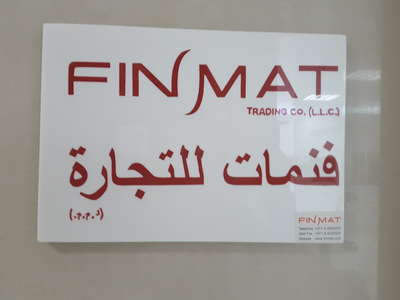 FINMAT
TRADING CO. (L.L.C.)
فنمات للتجارة
(ذ.م.م.)
FINMAT